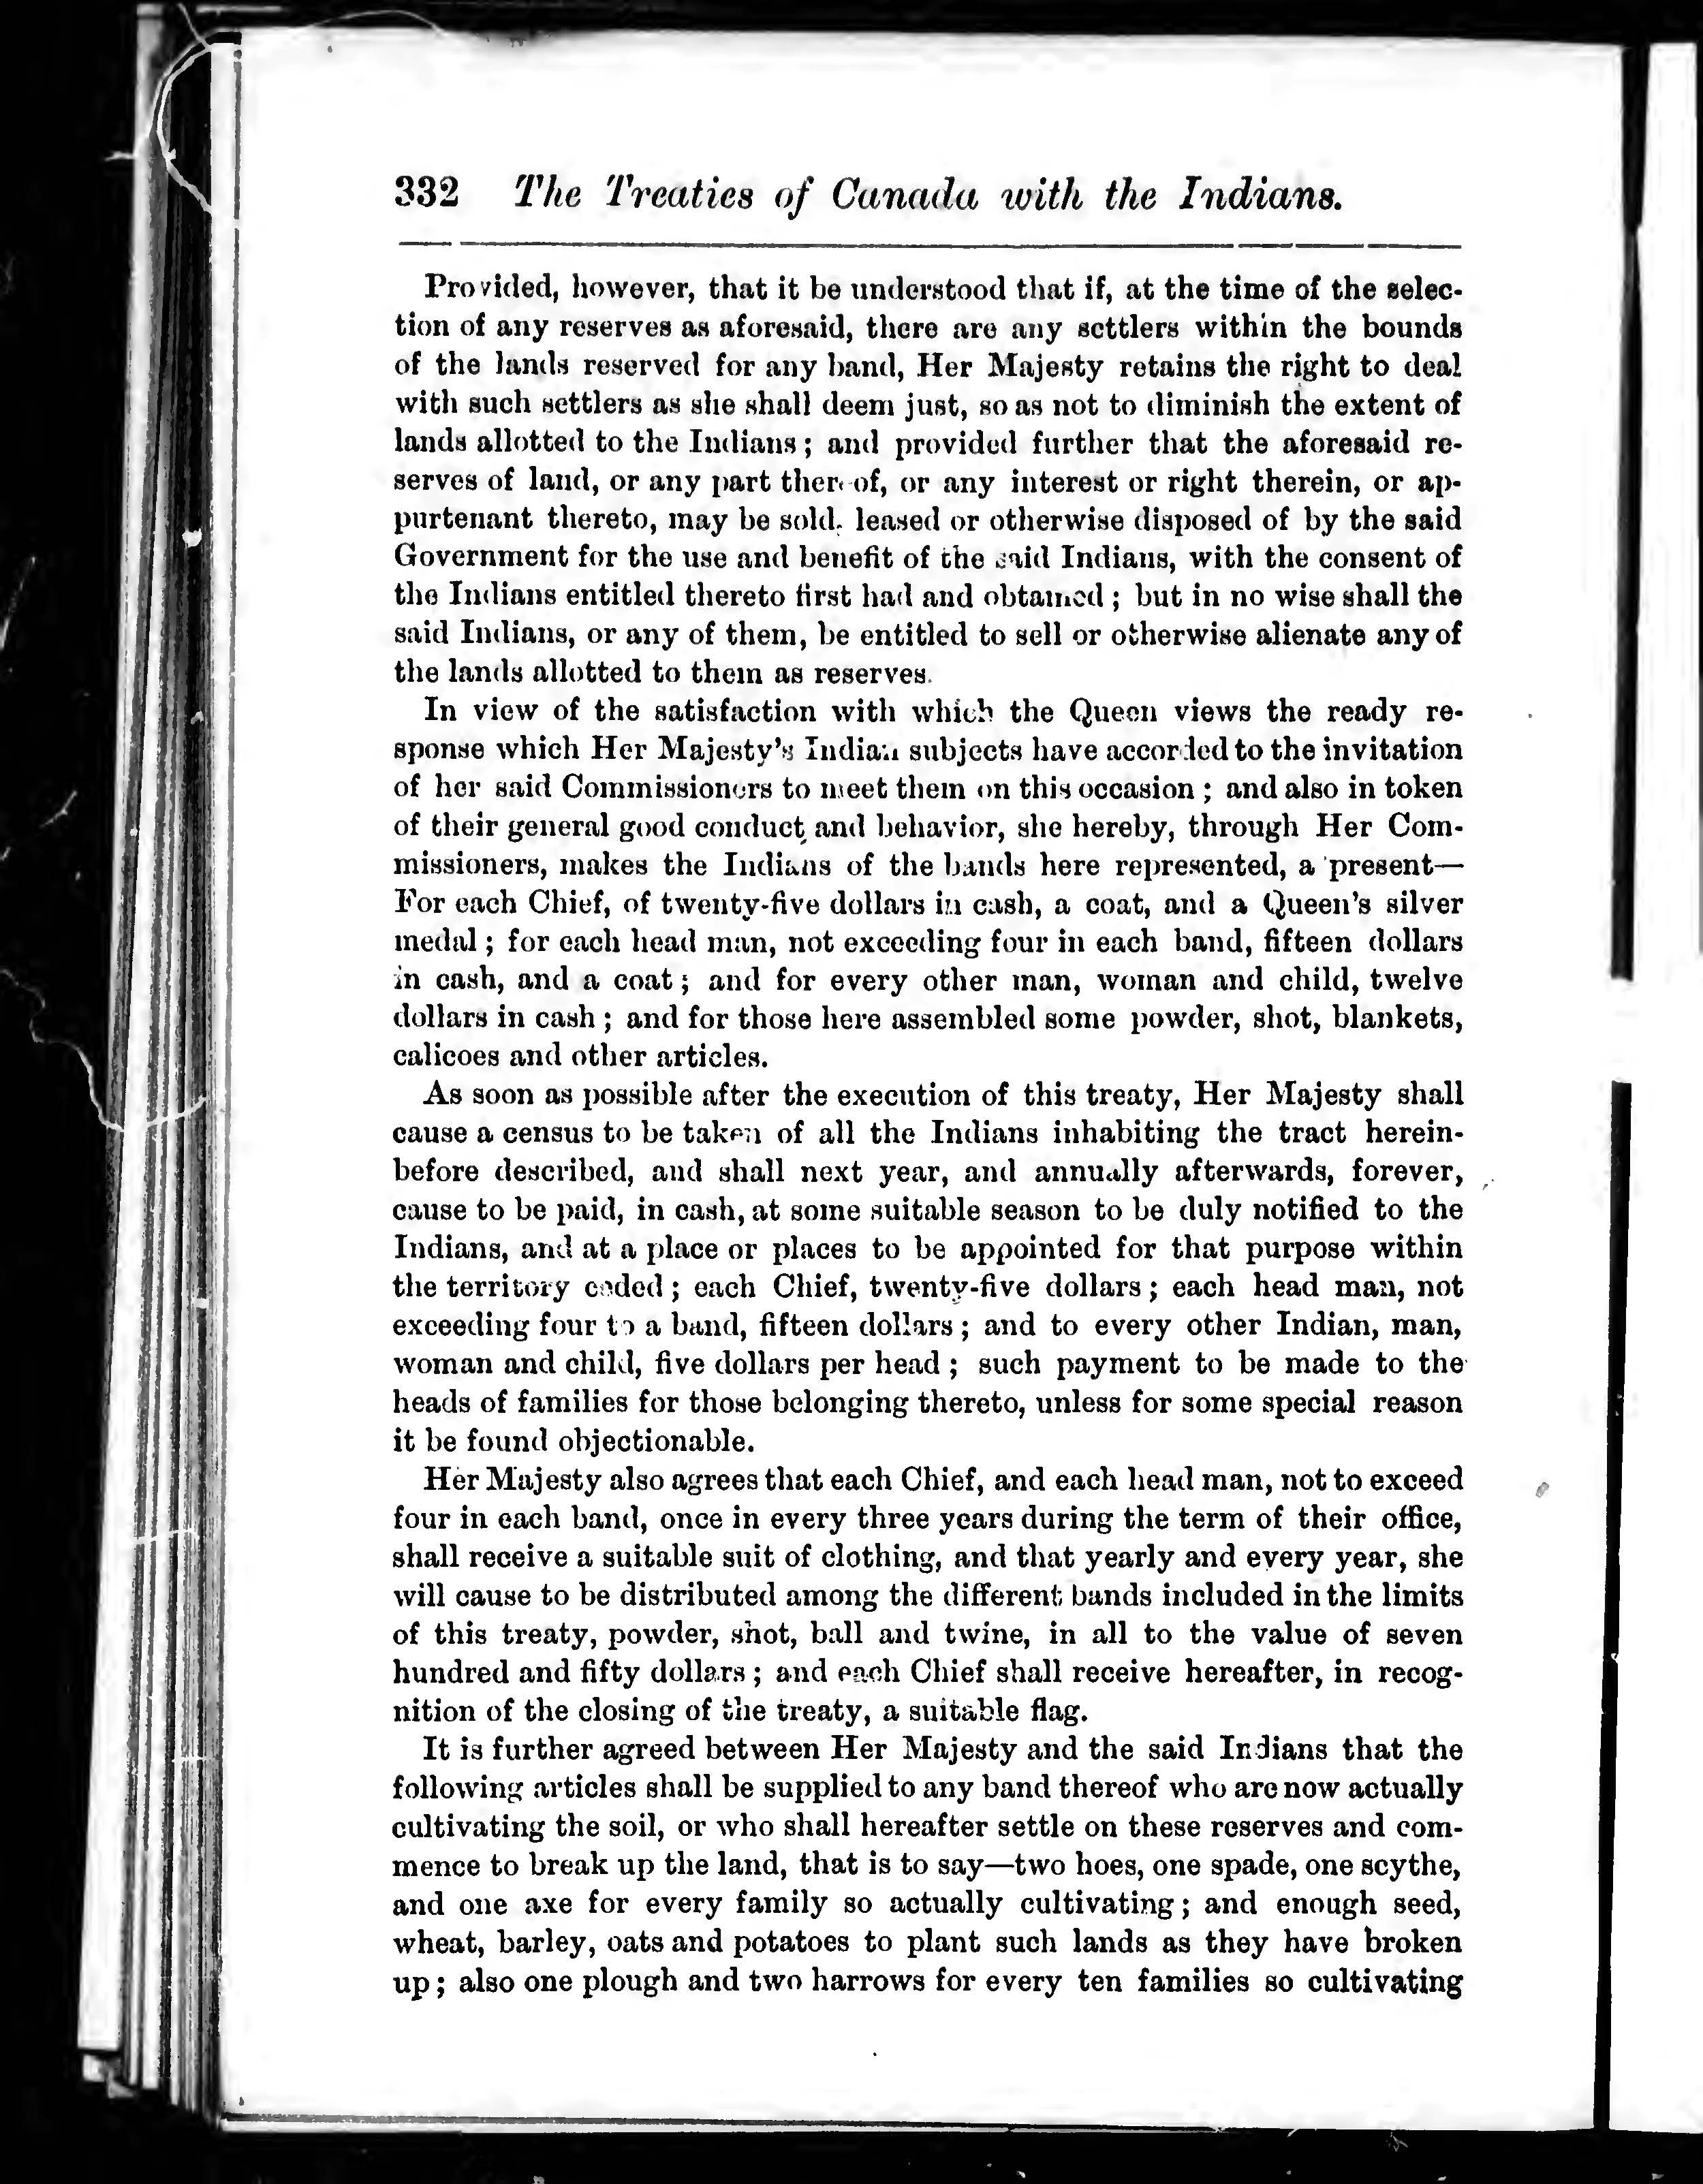 332 The Treaties of Canada with the Indians.
Provided, however, that it be understood that if, at the time of the selec-
tion of any reserves as aforesaid, there are any settlers within the bounds
of the lands reserved for any band, Her Majesty retains the right to deal
with such settlers as she shall deem just, so as not to diminish the extent of
lands allotted to the Indians; and provided further that the aforesaid re-
serves of land, or any part thereof, or any interest or right therein, or ap-
purtenant thereto, may be sold, leased or otherwise disposed of by the said
Government for the use and benefit of the said Indians, with the consent of
the Indians entitled thereto first had and obtained; but in no wise shall the
said Indians, or any of them, be entitled to sell or otherwise alienate any of
the lands allotted to them as reserves.
In view of the satisfaction with which the Queen views the ready re-
sponse which Her Majesty's Indian subjects have accorded to the invitation
of her said Commissioners to meet them on this occasion; and also in token
of their general good conduct and behavior, she hereby, through Her Com-
missioners, makes the Indians of the bands here represented, a present—
For each Chief, of twenty-five dollars in cash, a coat, and a Queen's silver
medal; for each head man, not exceeding four in each band, fifteen dollars
in cash, and a coat; and for every other man, woman and child, twelve
dollars in cash; and for those here assembled some powder, shot, blankets,
calicoes and other articles.
As soon as possible after the execution of this treaty, Her Majesty shall
cause a census to be taken of all the Indians inhabiting the tract herein-
before described, and shall next year, and annually afterwards, forever,
cause to be paid, in cash, at some suitable season to be duly notified to the
Indians, and at a place or places to be appointed for that purpose within
the territory ceded; each Chief, twenty-five dollars; each head man, not
exceeding four to a band, fifteen dollars; and to every other Indian, man,
woman and child, five dollars per head; such payment to be made to the
heads of families for those belonging thereto, unless for some special reason
it be found objectionable.
Her Majesty also agrees that each Chief, and each head man, not to exceed
four in each band, once in every three years during the term of their office,
shall receive a suitable suit of clothing, and that yearly and every year, she
will cause to be distributed among the different bands included in the limits
of this treaty, powder, shot, ball and twine, in all to the value of seven
hundred and fifty dollars; and each Chief shall receive hereafter, in recog-
nition of the closing of the treaty, a suitable flag.
It is further agreed between Her Majesty and the said Indians that the
following articles shall be supplied to any band thereof who are now actually
cultivating the soil, or who shall hereafter settle on these reserves and com-
mence to break up the land, that is to say—two hoes, one spade, one scythe,
and one axe for every family so actually cultivating; and enough seed,
wheat, barley, oats and potatoes to plant such lands as they have broken
up; also one plough and two harrows for every ten families so cultivating